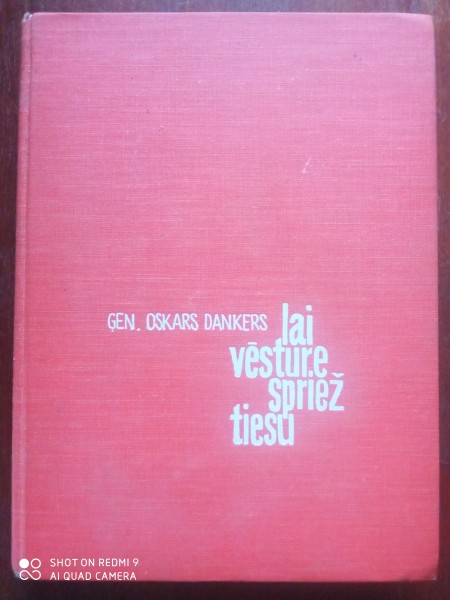 ĢEN. OSKARS DANKERS lai
vēsture
spriež
tiesu
SHOT ON REDMI 9
AI QUAD CAMERA